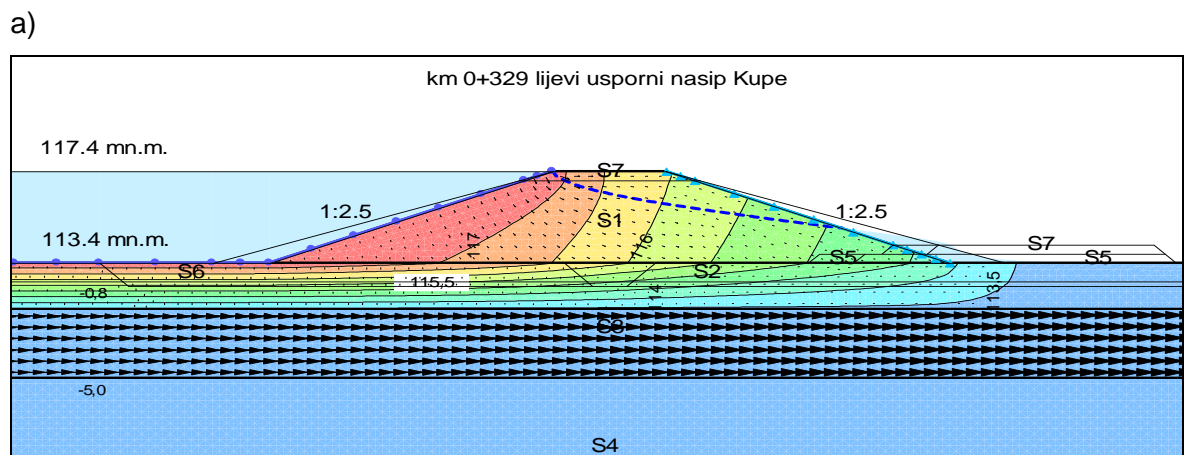 a)
km 0+329 lijevi usporni nasip Kupe
117.4 mn.m.
S7
1:2.5
S1
1:2.5
117
116
113.4 mn.m.
S7
S6
S2
S5
S5
-0,8
115,5
114
113,5
S3
-5,0
S4